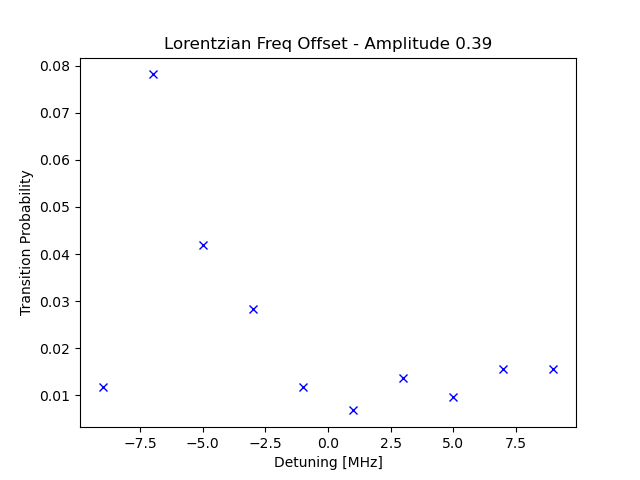 Lorentzian Freq Offset - Amplitude 0.39
0.08
0.07
0.06
0.05
0.04
0.03
0.02
0.01
Transition Probability
−7.5 −5.0 −2.5 0.0 2.5 5.0 7.5
Detuning [MHz]